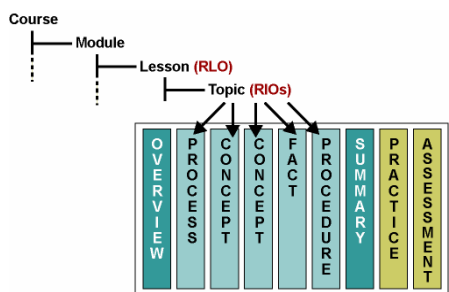 Course
Module
Lesson (RLO)
Topic (RIOs)
OVERVIEW
PROCESS
CONCEPT
CONCEPT
FACT
PROCEDURE
SUMMARY
PRACTICE
ASSESSMENT